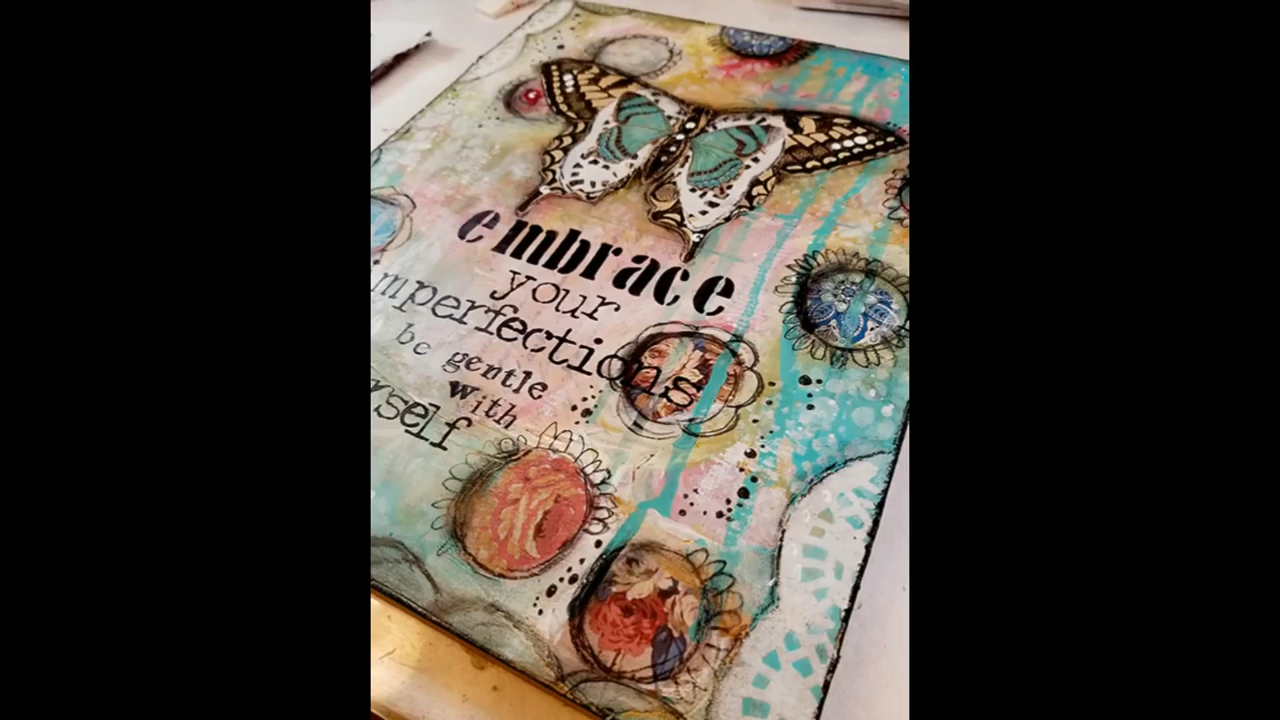 embrace
your
mperfections
be gentle
with
rself